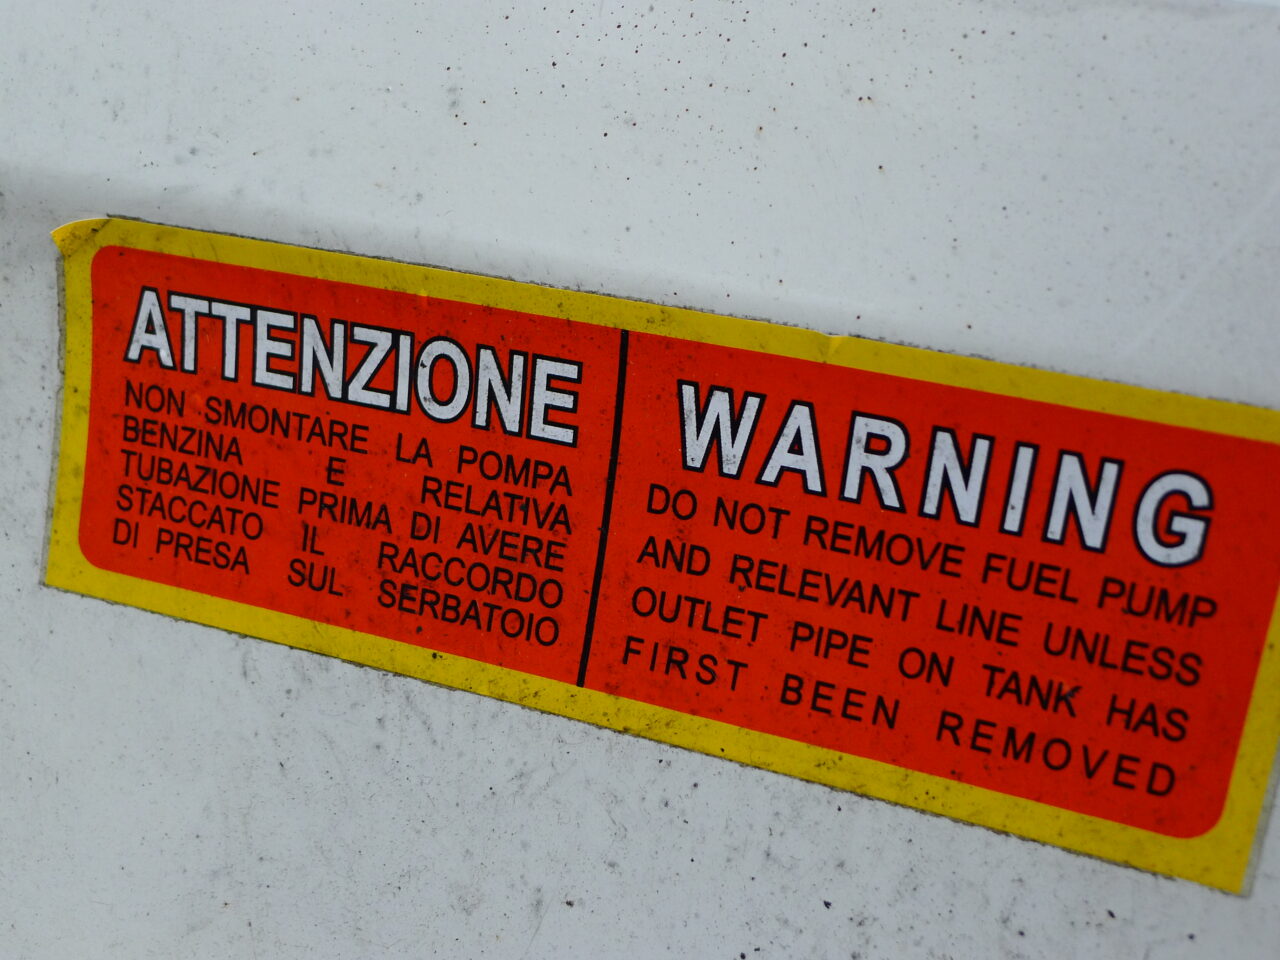 ATTENZIONE
NON SMONTARE LA POMPA
BENZINA E RELATIVA
TUBAZIONE PRIMA DI AVERE
STACCATO IL RACCORDO
DI PRESA SUL SERBATOIO
WARNING
DO NOT REMOVE FUEL PUMP
AND RELEVANT LINE UNLESS
OUTLET PIPE ON TANK HAS
FIRST BEEN REMOVED